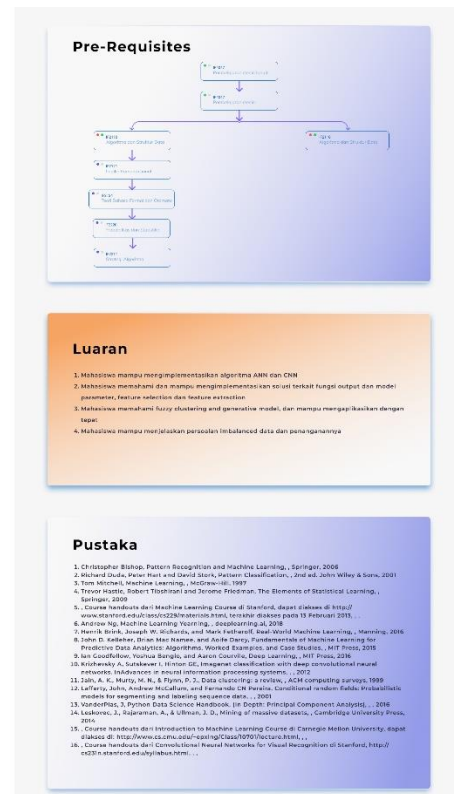 Pre-Requisites
Algoritma dan Struktur Data
Luaran
1. Mahasiswa mampu mengimplementasikan algoritma ANN dan CNN
2. Mahasiswa memahami dan mampu mengimplementasikan solusi terkait fungsi output dan model
parameter, feature selection dan feature extraction
3. Mahasiswa memahami fuzzy clustering and generative model, dan mampu mengaplikasikan dengan
tepat
4. Mahasiswa mampu menjelaskan persoalan imbalanced data dan penanganannya
Pustaka
1. Christopher Bishop, Pattern Recognition and Machine Learning, , Springer, 2006
2. Richard Duda, Peter Hart and David Stork, Pattern Classification, , 2nd ed. John Wiley & Sons, 2001
3. Tom Mitchell, Machine Learning, , McGraw-Hill, 1997
4. Trevor Hastie, Robert Tibshirani and Jerome Friedman, The Elements of Statistical Learning, ,
Springer, 2009
5. , Course handouts dari Machine Learning Course di Stanford, dapat diakses di http://
www.stanford.edu/class/cs229/materials.html, terakhir diakses pada 13 Februari 2013, , .
6. Andrew Ng, Machine Learning Yearning, , deeplearning.ai, 2018
7. Henrik Brink, Joseph W. Richards, and Mark Fetherolf, Real-World Machine Learning, , Manning, 2016
8. John D. Kelleher, Brian Mac Namee, and Aoife Darcy, Fundamentals of Machine Learning for
Predictive Data Analytics: Algorithms, Worked Examples, and Case Studies, , MIT Press, 2015
9. Ian Goodfellow, Yoshua Bengio, and Aaron Courville, Deep Learning, , MIT Press, 2016
10. Krizhevsky A, Sutskever I, Hinton GE, Imagenet classification with deep convolutional neural
networks. InAdvances in neural information processing systems, , , 2012
11. Jain, A. K., Murty, M. N., & Flynn, P. J., Data clustering: a review., , ACM computing surveys, 1999
12. Lafferty, John, Andrew McCallum, and Fernando CN Pereira, Conditional random fields: Probabilistic
models for segmenting and labeling sequence data. , , 2001
13. VanderPlas, J, Python Data Science Handbook, (In Depth: Principal Component Analysis), , , 2016
14. Leskovec, J., Rajaraman, A., & Ullman, J. D., Mining of massive datasets, , Cambridge University Press,
2014
15. , Course handouts dari Introduction to Machine Learning Course di Carnegie Mellon University, dapat
diakses di: http://www.cs.cmu.edu/~epxing/Class/10701/lecture.html, , ,
16. , Course handouts dari Convolutional Neural Networks for Visual Recognition di Stanford, http://
cs231n.stanford.edu/syllabus.html, , ,